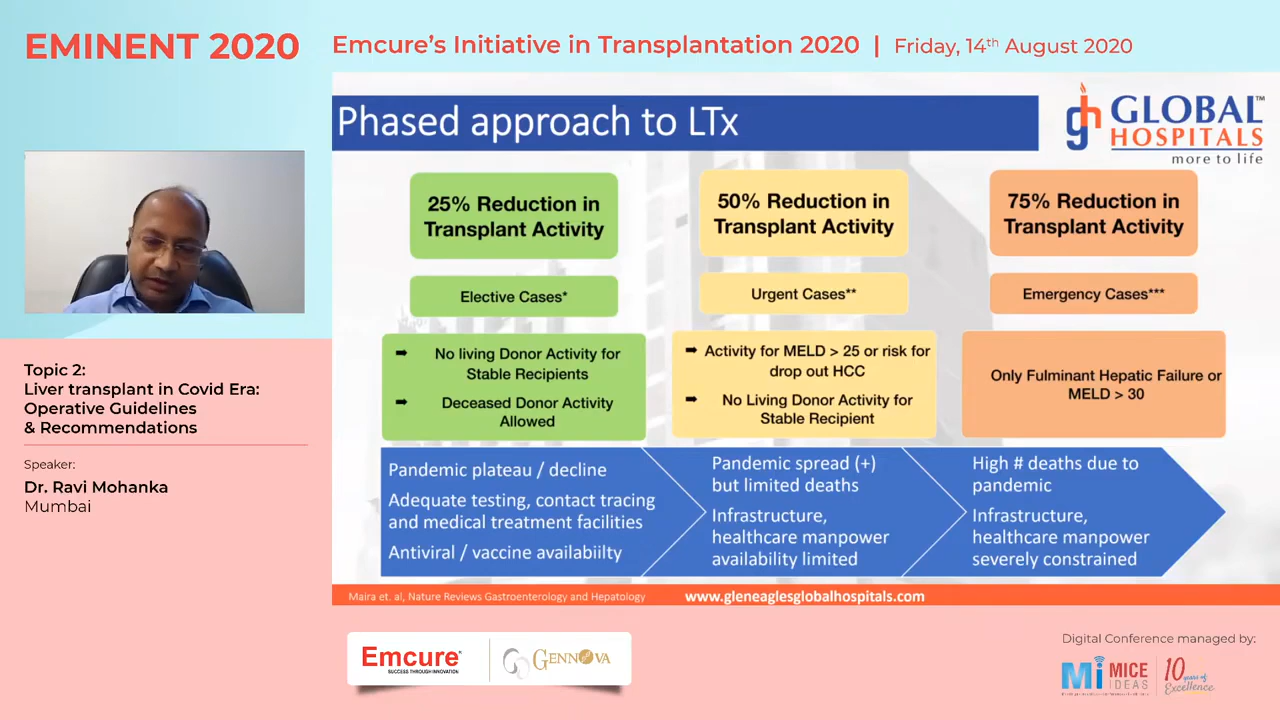 EMINENT 2020
Emcure’s Initiative in Transplantation 2020 | Friday, 14th August 2020
Phased approach to LTx
gh GLOBAL™
HOSPITALS
more to life
25% Reduction in
Transplant Activity
Elective Cases*
➡ No living Donor Activity for
Stable Recipients
➡ Deceased Donor Activity
Allowed
50% Reduction in
Transplant Activity
Urgent Cases**
➡ Activity for MELD > 25 or risk for
drop out HCC
➡ No Living Donor Activity for
Stable Recipient
75% Reduction in
Transplant Activity
Emergency Cases***
Only Fulminant Hepatic Failure or
MELD > 30
Pandemic plateau / decline
Adequate testing, contact tracing
and medical treatment facilities
Antiviral / vaccine availabiilty
Pandemic spread (+)
but limited deaths
Infrastructure,
healthcare manpower
availability limited
High # deaths due to
pandemic
Infrastructure,
healthcare manpower
severely constrained
Maira et. al, Nature Reviews Gastroenterology and Hepatology
www.gleneaglesglobalhospitals.com
Topic 2:
Liver transplant in Covid Era:
Operative Guidelines
& Recommendations
Speaker:
Dr. Ravi Mohanka
Mumbai
Emcure®
SUCCESS THROUGH INNOVATION
GENNOVA
Digital Conference managed by:
Mi MICE
IDEAS
10 years of
Excellence